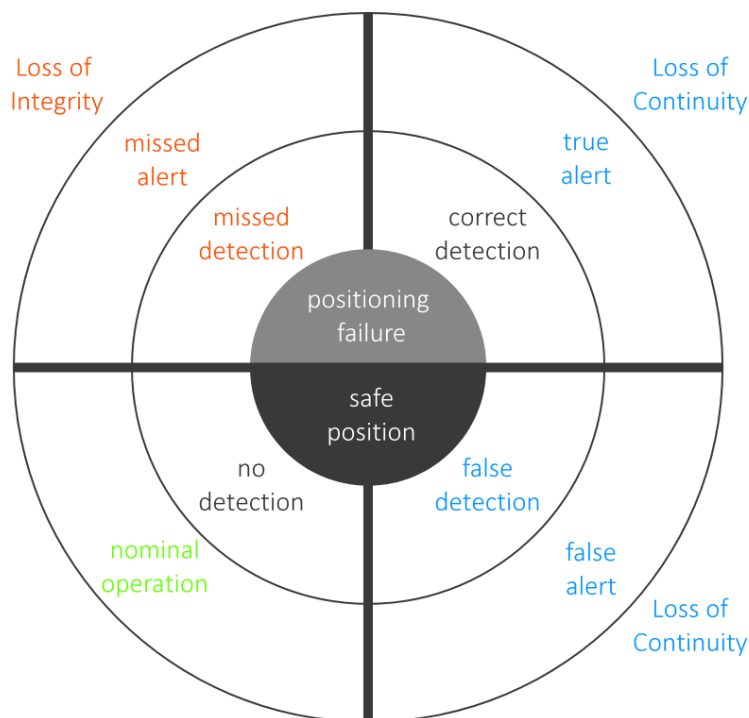 Loss of
Integrity
missed
alert
missed
detection
Loss of
Continuity
true
alert
correct
detection
positioning
failure
safe
position
no
detection
nominal
operation
false
detection
false
alert
Loss of
Continuity